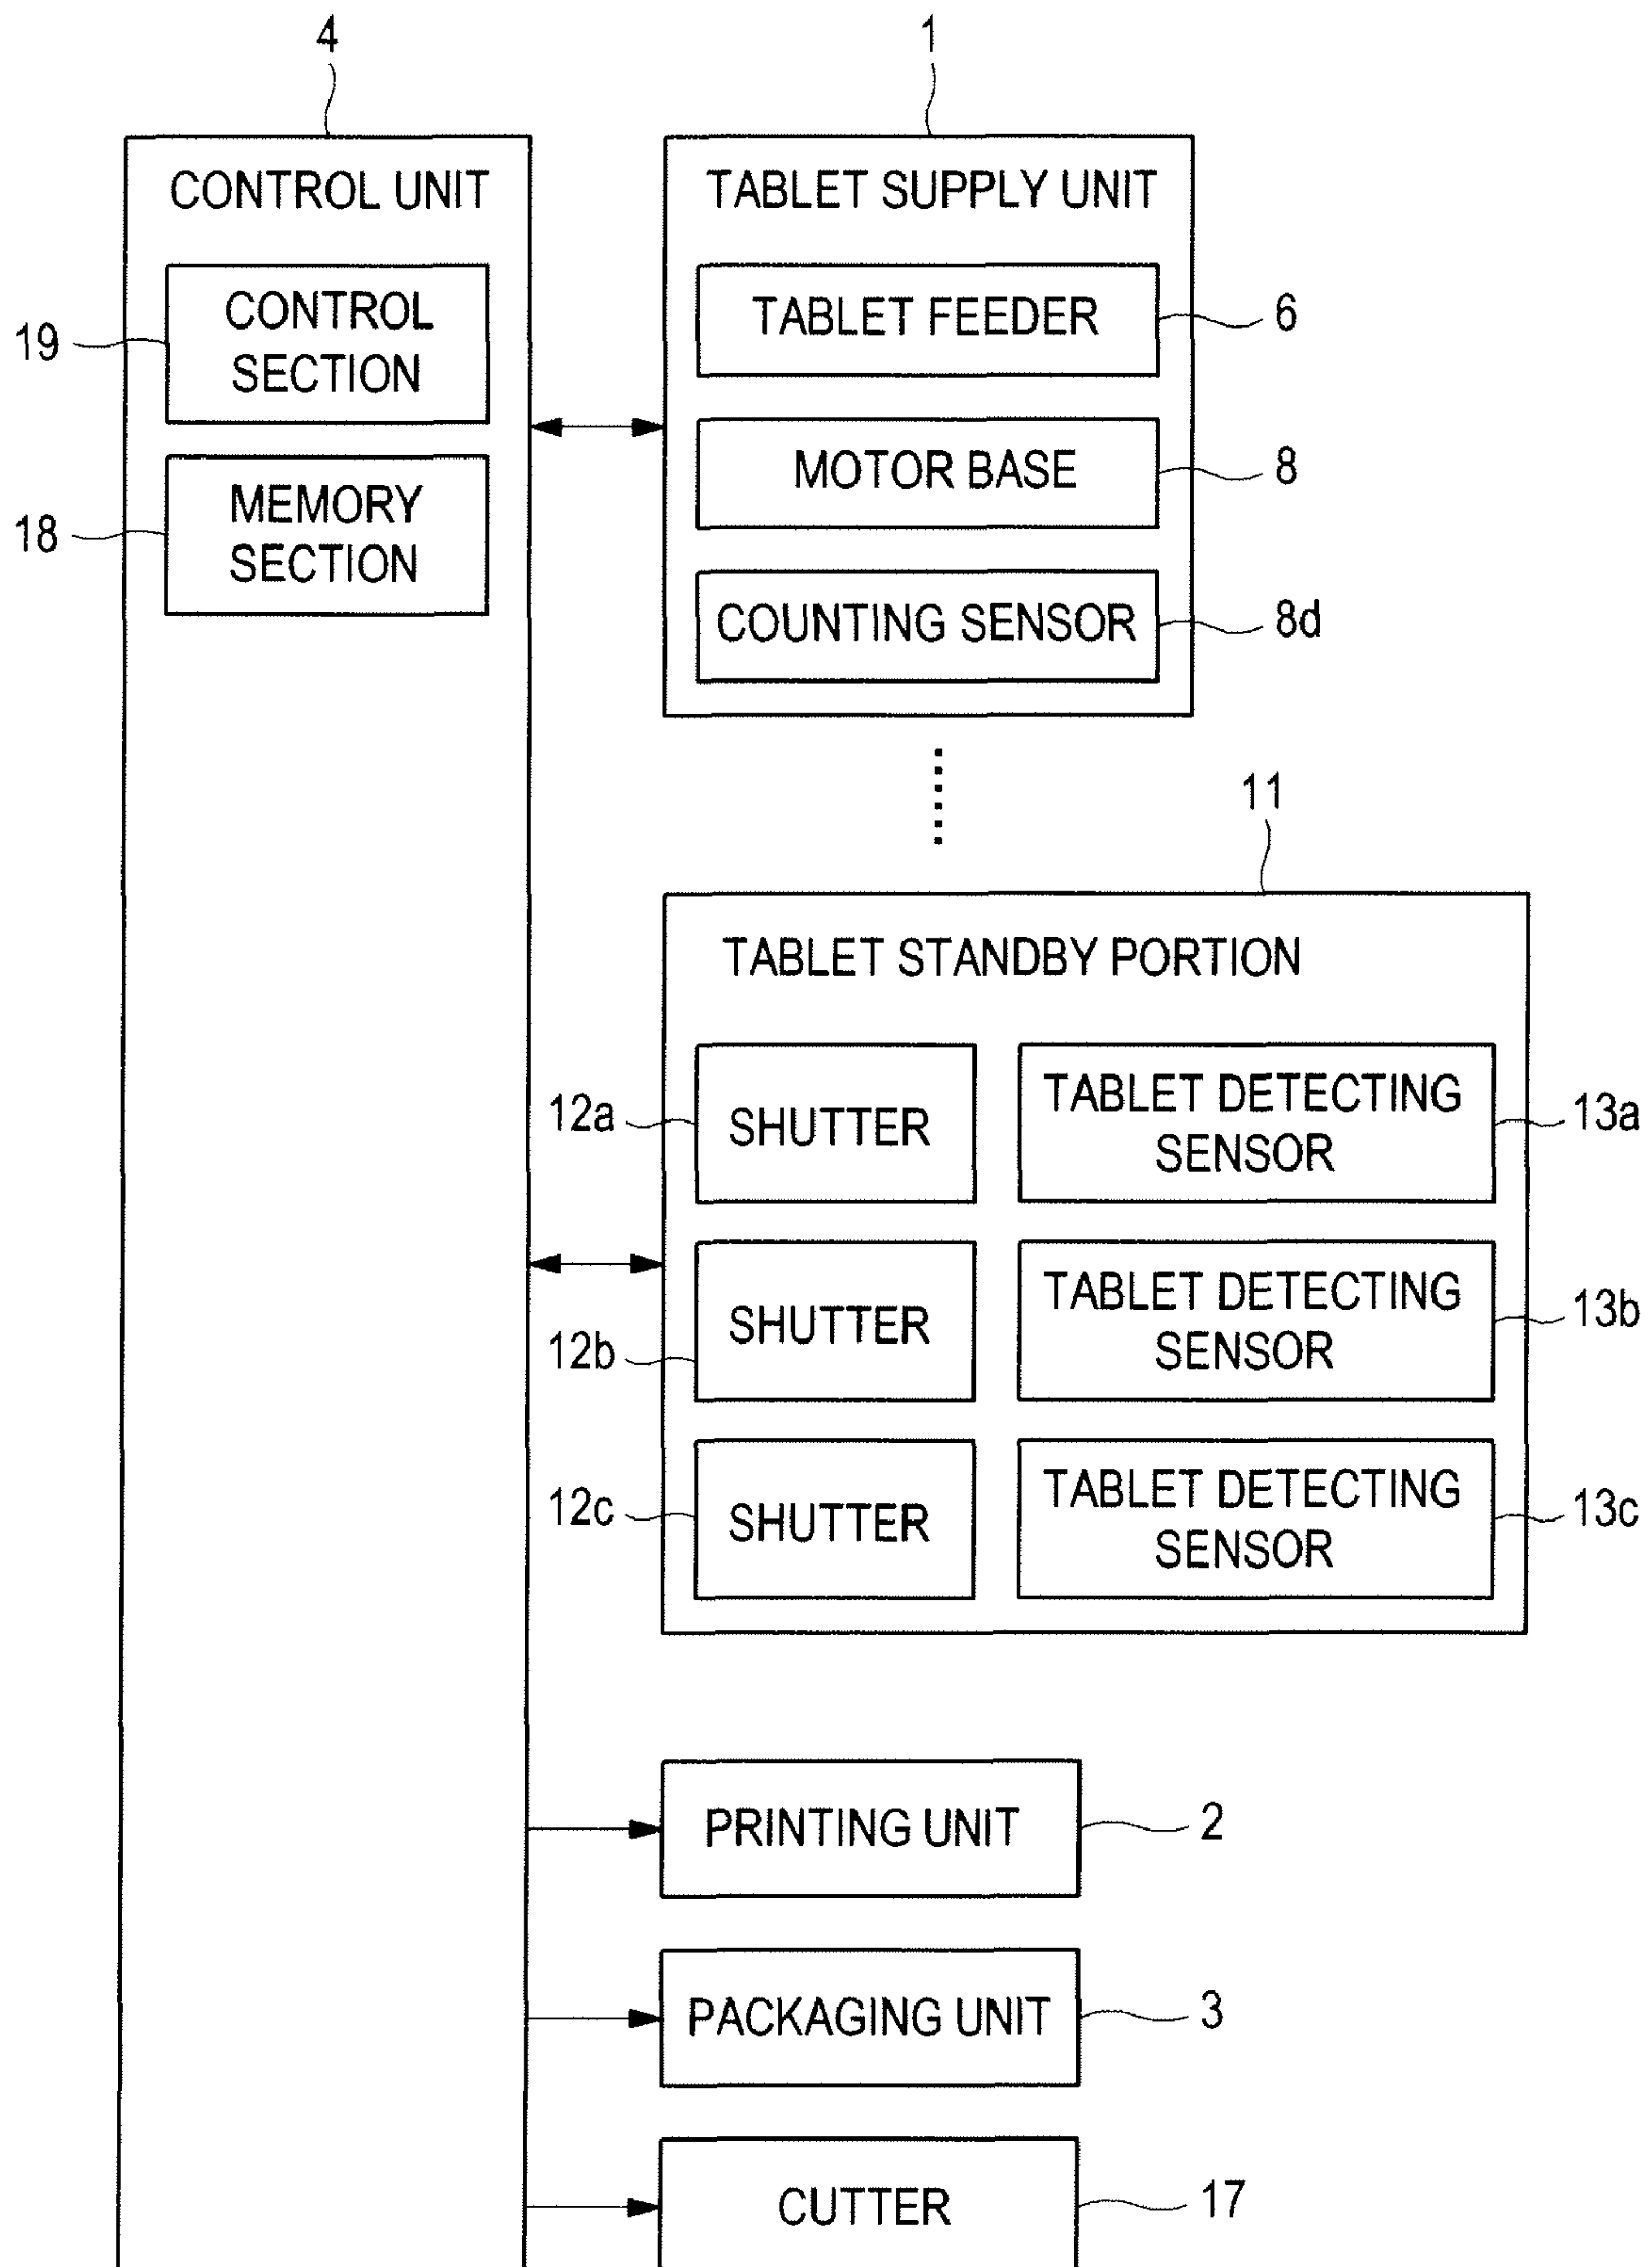 4
1
CONTROL UNIT
TABLET SUPPLY UNIT
CONTROL
SECTION
19
TABLET FEEDER
6
MEMORY
SECTION
18
MOTOR BASE
8
COUNTING SENSOR
8d
11
TABLET STANDBY PORTION
12a
SHUTTER
TABLET DETECTING
SENSOR
13a
12b
SHUTTER
TABLET DETECTING
SENSOR
13b
12c
SHUTTER
TABLET DETECTING
SENSOR
13c
PRINTING UNIT
2
PACKAGING UNIT
3
CUTTER
17